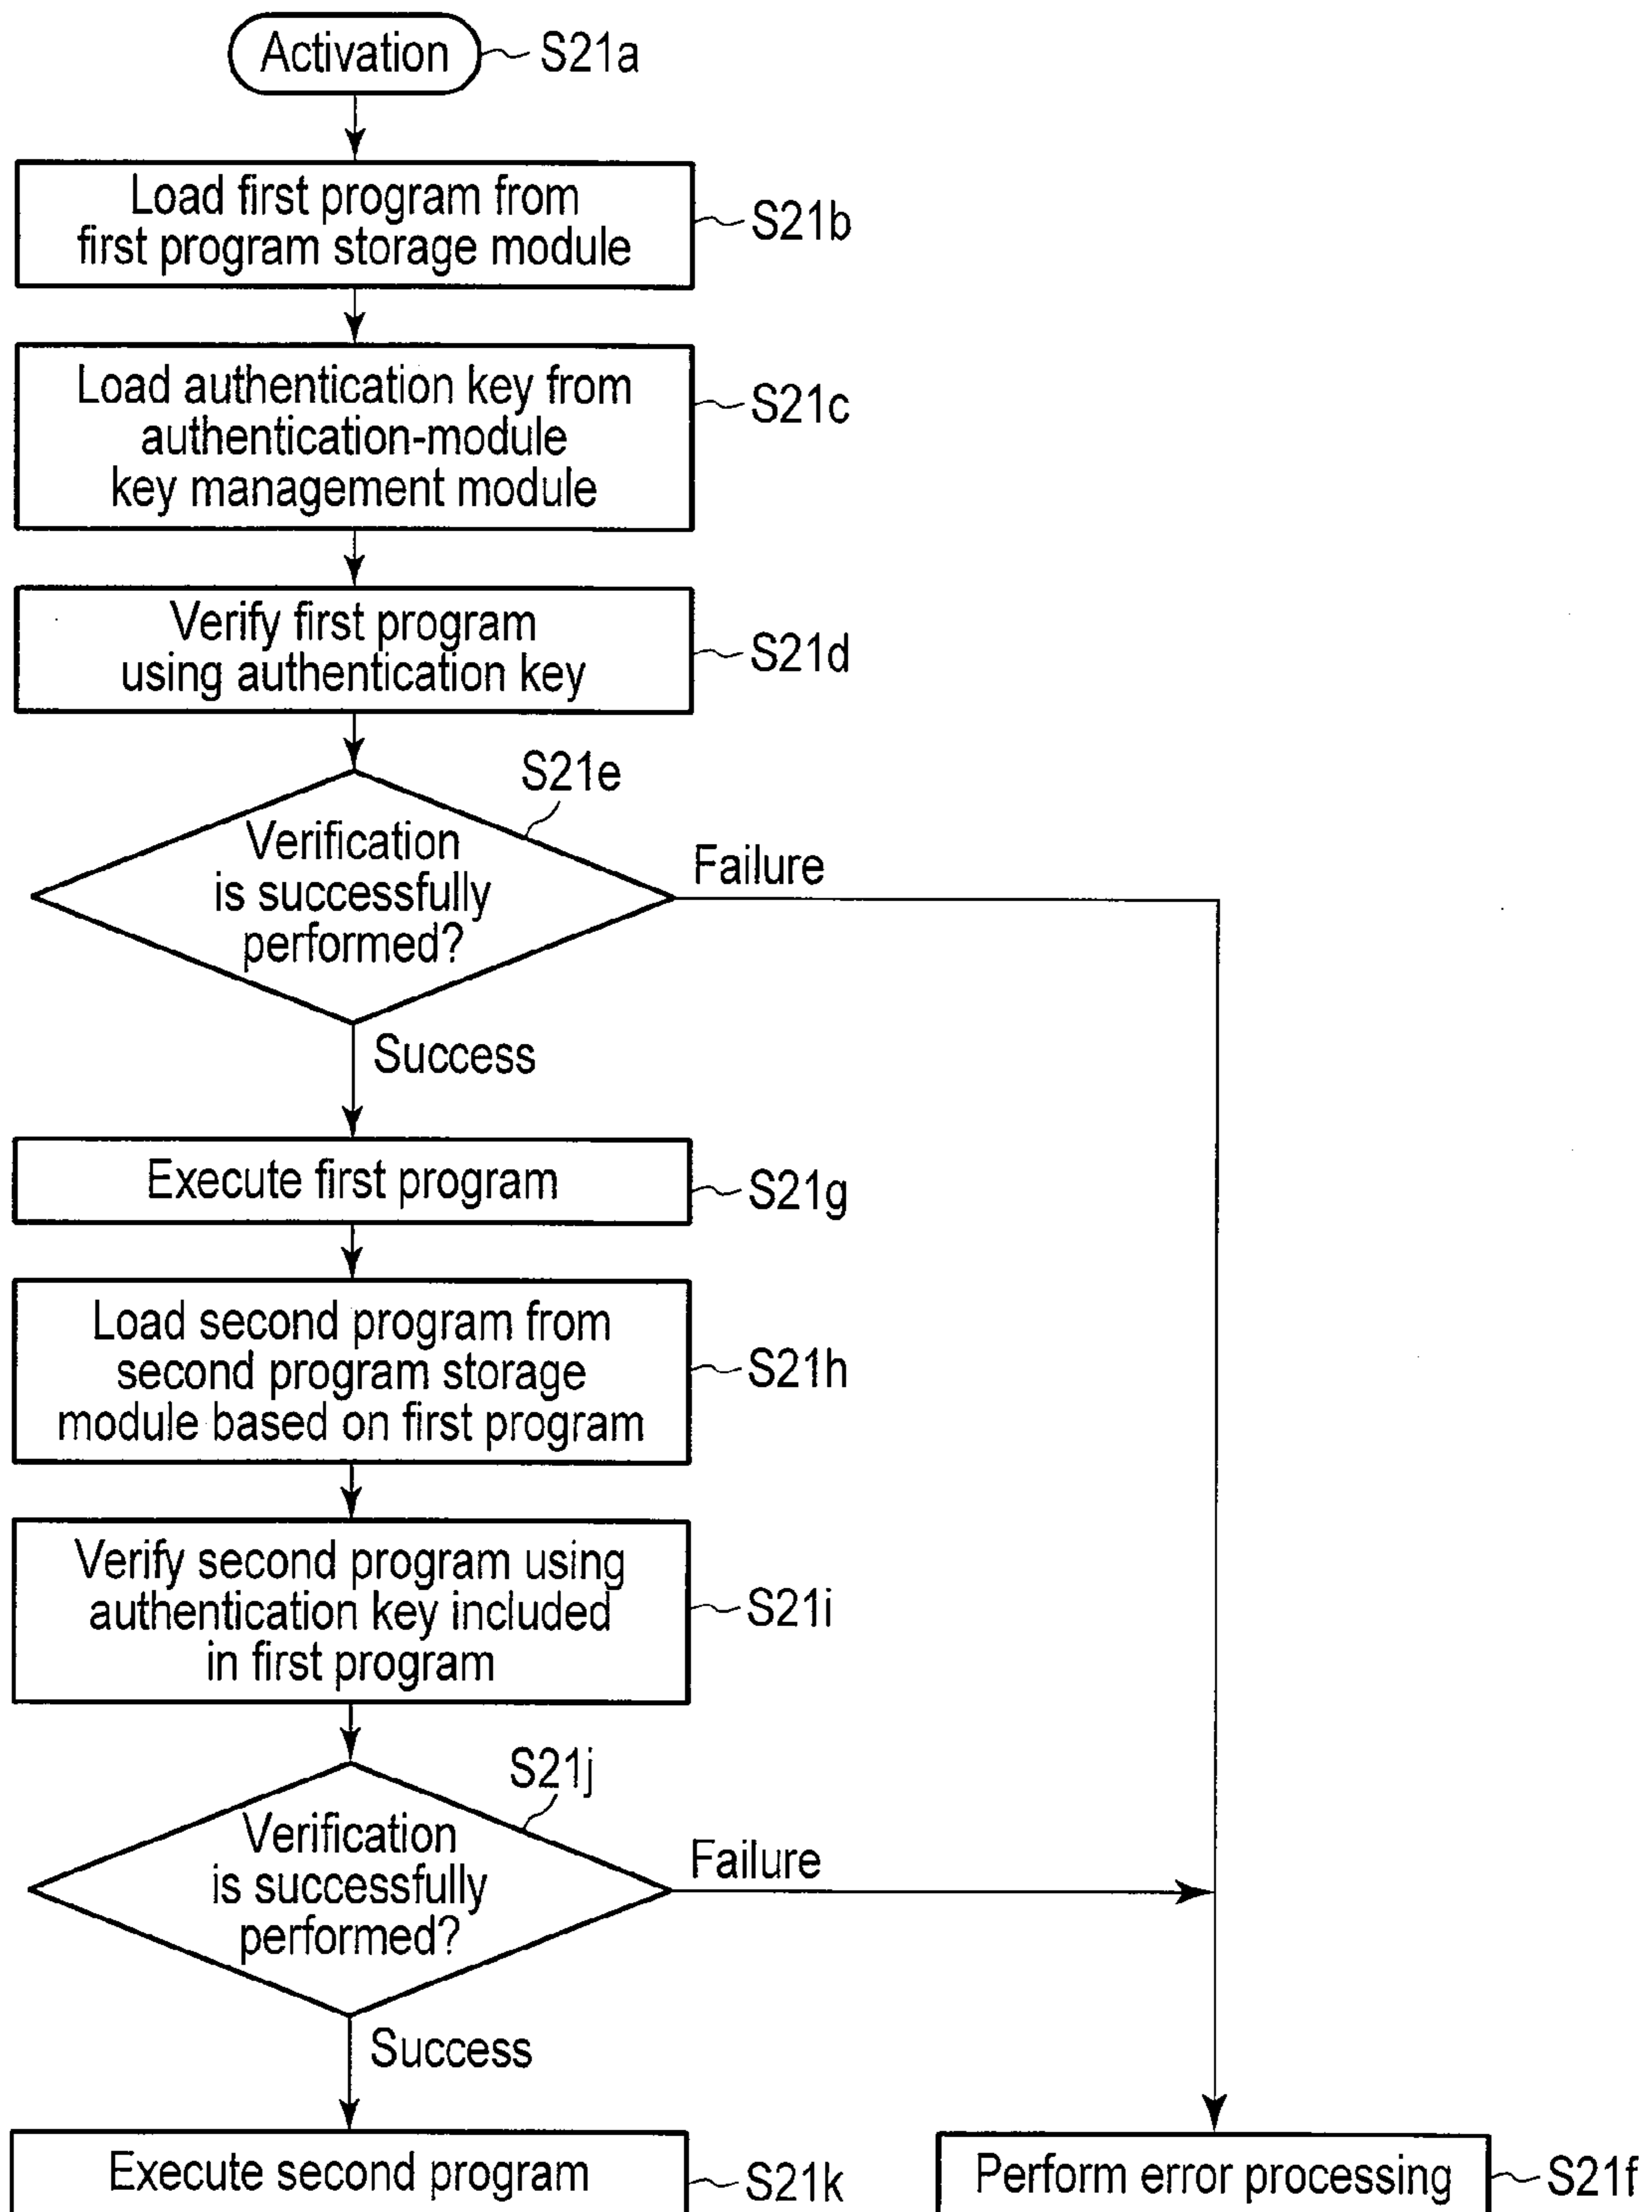 Activation
S21a
Load first program from
first program storage module
S21b
Load authentication key from
authentication-module
key management module
S21c
Verify first program
using authentication key
S21d
S21e
Verification
is successfully
performed?
Failure
Success
Execute first program
S21g
Load second program from
second program storage
module based on first program
S21h
Verify second program using
authentication key included
in first program
S21i
S21j
Verification
is successfully
performed?
Failure
Success
Execute second program
S21k
Perform error processing
S21f